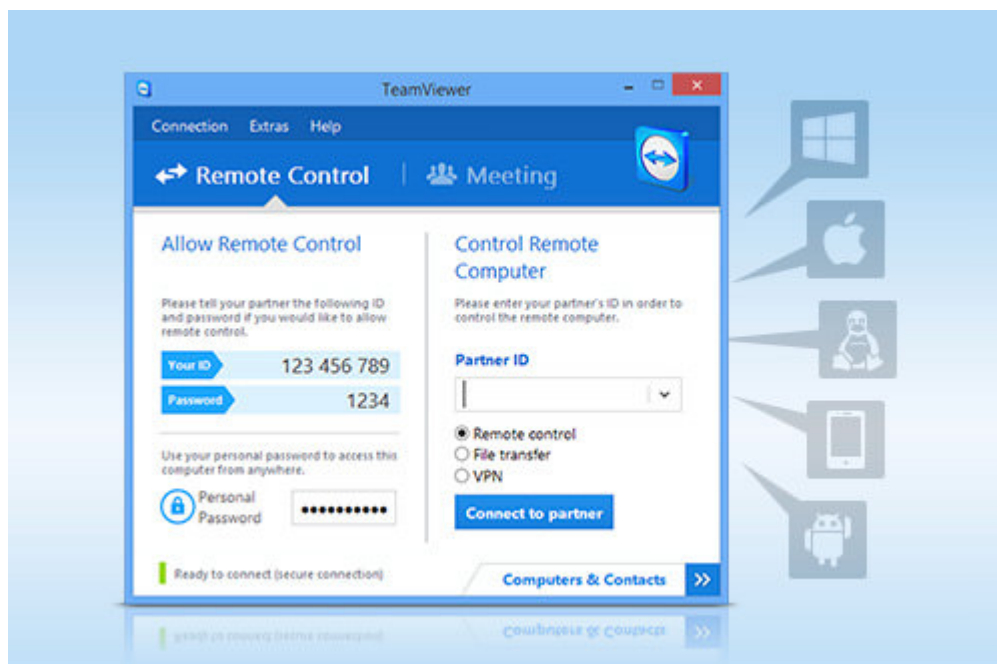 TeamViewer
Connection Extras Help
Remote Control Meeting
Allow Remote Control
Please tell your partner the following ID
and password if you would like to allow
remote control.
Your ID 123 456 789
Password 1234
Use your personal password to access this
computer from anywhere.
Personal
Password
Ready to connect (secure connection)
Control Remote
Computer
Please enter your partner's ID in order to
control the remote computer.
Partner ID
Remote control
File transfer
VPN
Connect to partner
Computers & Contacts